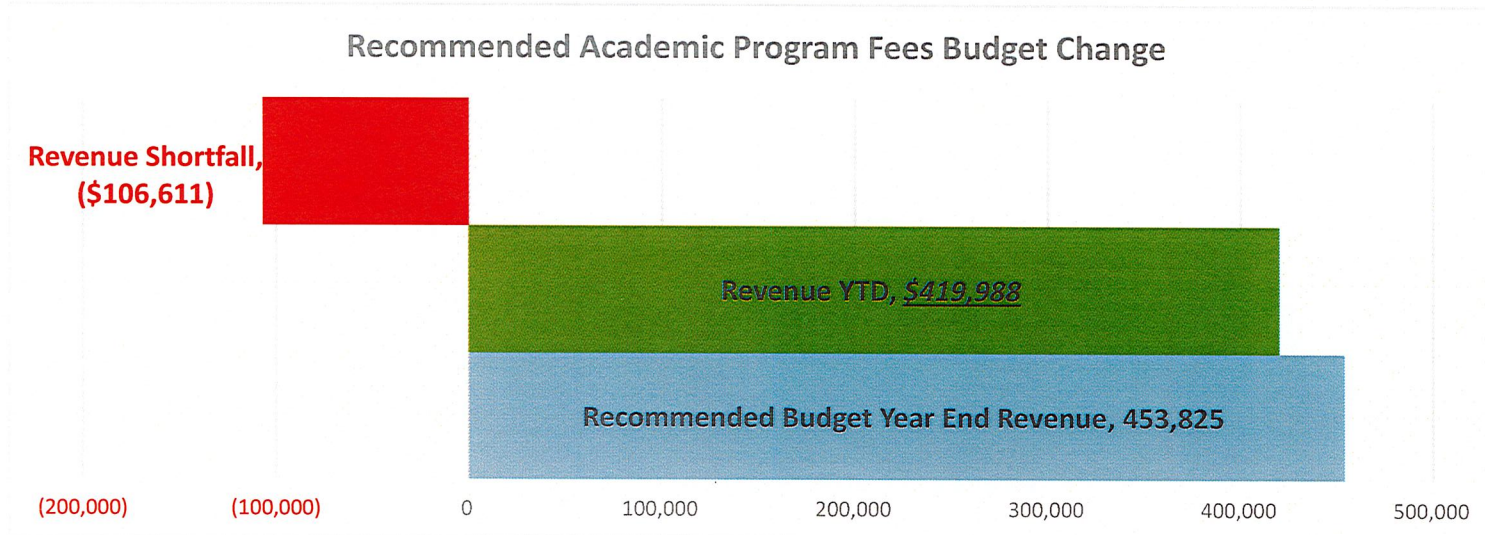 Recommended Academic Program Fees Budget Change
Revenue Shortfall,
($106,611)
Revenue YTD, $419,988
Recommended Budget Year End Revenue, 453,825
(200,000) (100,000) 0 100,000 200,000 300,000 400,000 500,000